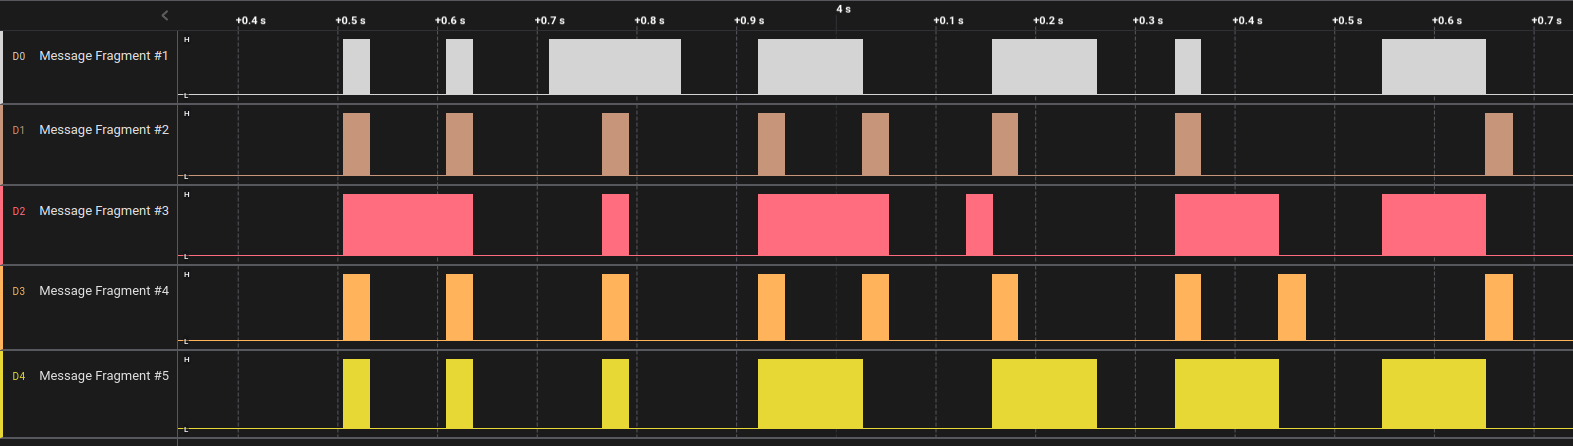 4 s
+0.4 s +0.5 s +0.6 s +0.7 s +0.8 s +0.9 s +0.1 s +0.2 s +0.3 s +0.4 s +0.5 s +0.6 s +0.7 s
H
D0 Message Fragment #1
L
H
D1 Message Fragment #2
L
H
D2 Message Fragment #3
L
H
D3 Message Fragment #4
L
H
D4 Message Fragment #5
L